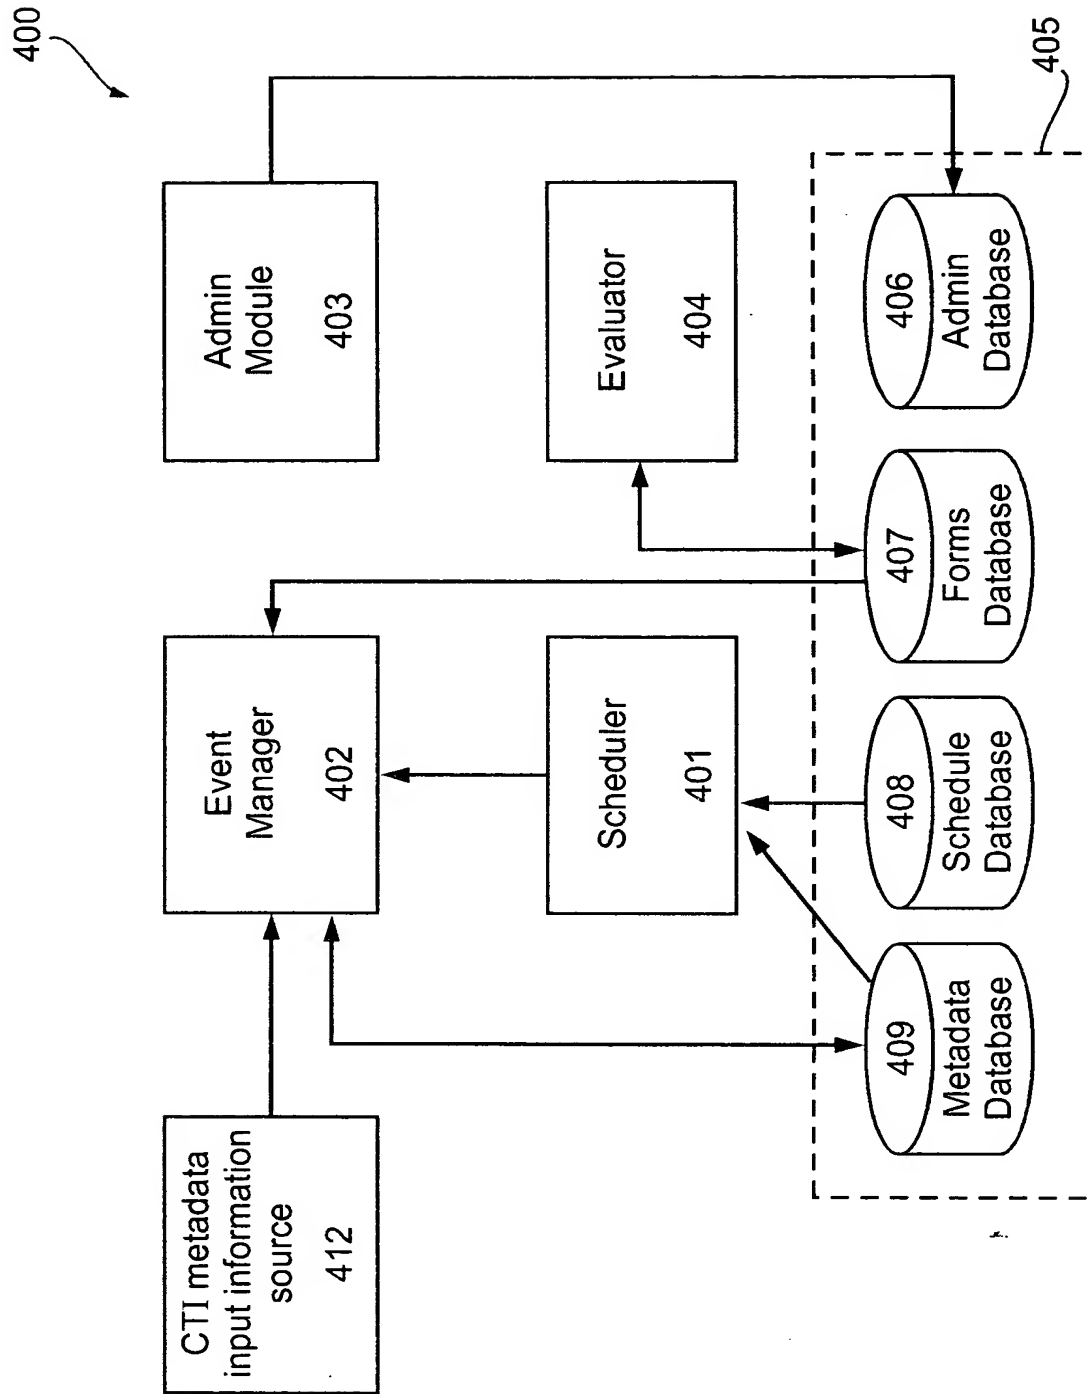 400
CTI metadata
input information
source
412
Event
Manager
402
Admin
Module
403
Scheduler
401
Evaluator
404
405
409
Metadata
Database
408
Schedule
Database
407
Forms
Database
406
Admin
Database